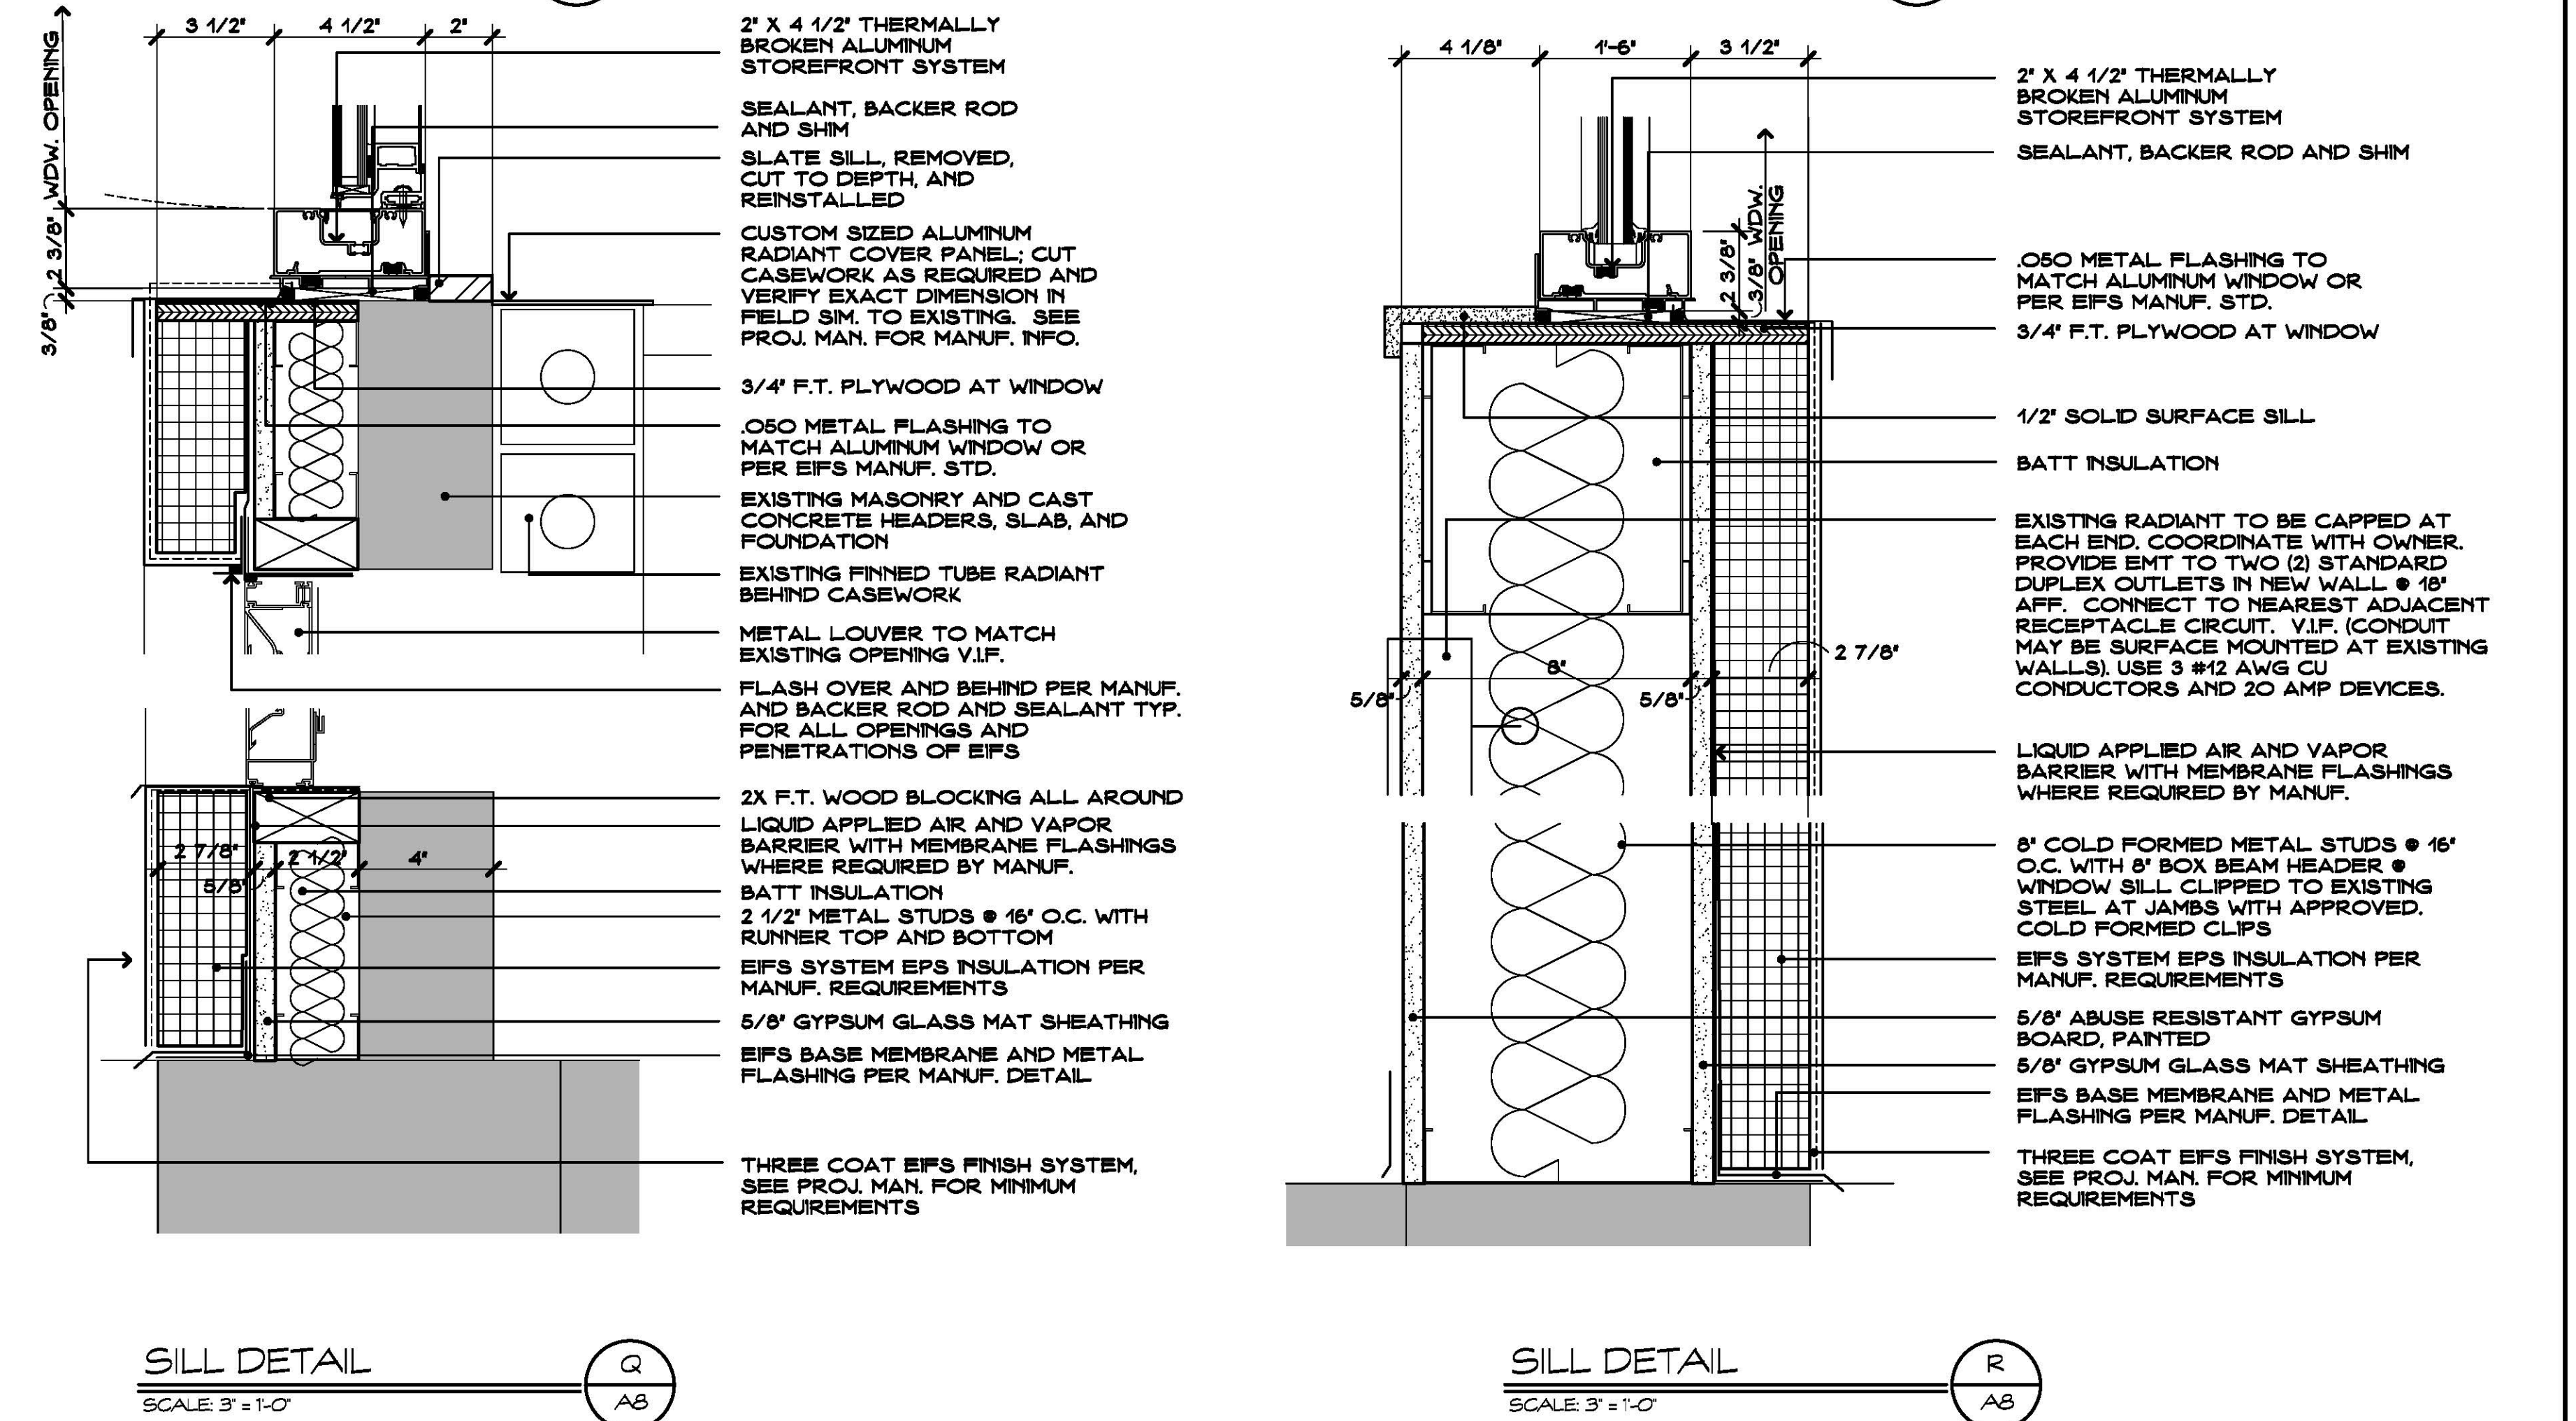 3 1/2"
4 1/2"
2"
WDW. OPENING
2 3/8"
3/8"
2" X 4 1/2" THERMALLY
BROKEN ALUMINUM
STOREFRONT SYSTEM
SEALANT, BACKER ROD
AND SHIM
SLATE SILL, REMOVED,
CUT TO DEPTH, AND
REINSTALLED
CUSTOM SIZED ALUMINUM
RADIANT COVER PANEL; CUT
CASEWORK AS REQUIRED AND
VERIFY EXACT DIMENSION IN
FIELD SIM. TO EXISTING. SEE
PROJ. MAN. FOR MANUF. INFO.
3/4" F.T. PLYWOOD AT WINDOW
.050 METAL FLASHING TO
MATCH ALUMINUM WINDOW OR
PER EIFS MANUF. STD.
EXISTING MASONRY AND CAST
CONCRETE HEADERS, SLAB, AND
FOUNDATION
EXISTING FINNED TUBE RADIANT
BEHIND CASEWORK
METAL LOUVER TO MATCH
EXISTING OPENING V.I.F.
FLASH OVER AND BEHIND PER MANUF.
AND BACKER ROD AND SEALANT TYP.
FOR ALL OPENINGS AND
PENETRATIONS OF EIFS
2X F.T. WOOD BLOCKING ALL AROUND
LIQUID APPLIED AIR AND VAPOR
BARRIER WITH MEMBRANE FLASHINGS
WHERE REQUIRED BY MANUF.
2 7/8"
2 1/2"
4"
5/8"
BATT INSULATION
2 1/2" METAL STUDS @ 16" O.C. WITH
RUNNER TOP AND BOTTOM
EIFS SYSTEM EPS INSULATION PER
MANUF. REQUIREMENTS
5/8" GYPSUM GLASS MAT SHEATHING
EIFS BASE MEMBRANE AND METAL
FLASHING PER MANUF. DETAIL
THREE COAT EIFS FINISH SYSTEM,
SEE PROJ. MAN. FOR MINIMUM
REQUIREMENTS
SILL DETAIL
SCALE: 3" = 1'-0"
Q
A8
4 1/8"
1'-6"
3 1/2"
2 3/8"
3/8" WDW.
OPENING
2" X 4 1/2" THERMALLY
BROKEN ALUMINUM
STOREFRONT SYSTEM
SEALANT, BACKER ROD AND SHIM
.050 METAL FLASHING TO
MATCH ALUMINUM WINDOW OR
PER EIFS MANUF. STD.
3/4" F.T. PLYWOOD AT WINDOW
1/2" SOLID SURFACE SILL
BATT INSULATION
EXISTING RADIANT TO BE CAPPED AT
EACH END. COORDINATE WITH OWNER.
PROVIDE EMT TO TWO (2) STANDARD
DUPLEX OUTLETS IN NEW WALL @ 18"
AFF. CONNECT TO NEAREST ADJACENT
RECEPTACLE CIRCUIT. V.I.F. (CONDUIT
MAY BE SURFACE MOUNTED AT EXISTING
WALLS). USE 3 #12 AWG CU
CONDUCTORS AND 20 AMP DEVICES.
2 7/8"
8"
5/8"
5/8"
LIQUID APPLIED AIR AND VAPOR
BARRIER WITH MEMBRANE FLASHINGS
WHERE REQUIRED BY MANUF.
8" COLD FORMED METAL STUDS @ 16"
O.C. WITH 8" BOX BEAM HEADER @
WINDOW SILL CLIPPED TO EXISTING
STEEL AT JAMBS WITH APPROVED.
COLD FORMED CLIPS
EIFS SYSTEM EPS INSULATION PER
MANUF. REQUIREMENTS
5/8" ABUSE RESISTANT GYPSUM
BOARD, PAINTED
5/8" GYPSUM GLASS MAT SHEATHING
EIFS BASE MEMBRANE AND METAL
FLASHING PER MANUF. DETAIL
THREE COAT EIFS FINISH SYSTEM,
SEE PROJ. MAN. FOR MINIMUM
REQUIREMENTS
SILL DETAIL
SCALE: 3" = 1'-0"
R
A8